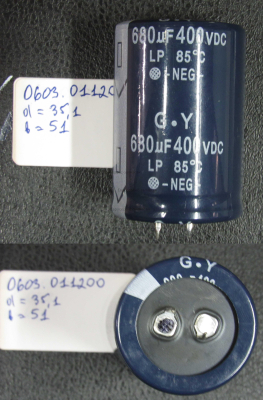 680µF400VDC
LP 85°C
-NEG-
G.Y
680µF400VDC
LP 85°C
-NEG-
0603.01120
d = 35,1
b = 51
G.Y
0603.011200
d = 35,1
b = 51